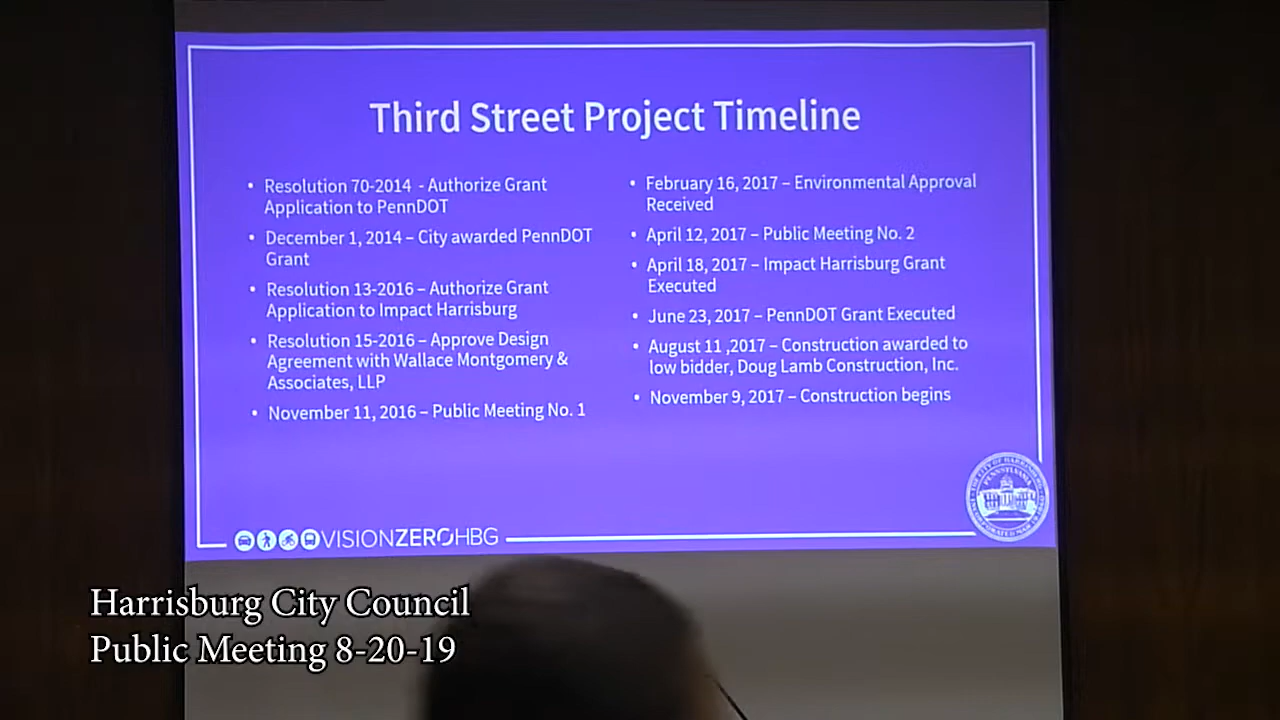 Third Street Project Timeline
• Resolution 70-2014 - Authorize Grant
Application to PennDOT
• December 1, 2014 – City awarded PennDOT
Grant
• Resolution 13-2016 – Authorize Grant
Application to Impact Harrisburg
• Resolution 15-2016 – Approve Design
Agreement with Wallace Montgomery &
Associates, LLP
• November 11, 2016 – Public Meeting No. 1
• February 16, 2017 – Environmental Approval
Received
• April 12, 2017 – Public Meeting No. 2
• April 18, 2017 – Impact Harrisburg Grant
Executed
• June 23, 2017 – PennDOT Grant Executed
• August 11 ,2017 – Construction awarded to
low bidder, Doug Lamb Construction, Inc.
• November 9, 2017 – Construction begins
PENNSYLVANIA
VISIONZEROHBG
Harrisburg City Council
Public Meeting 8-20-19